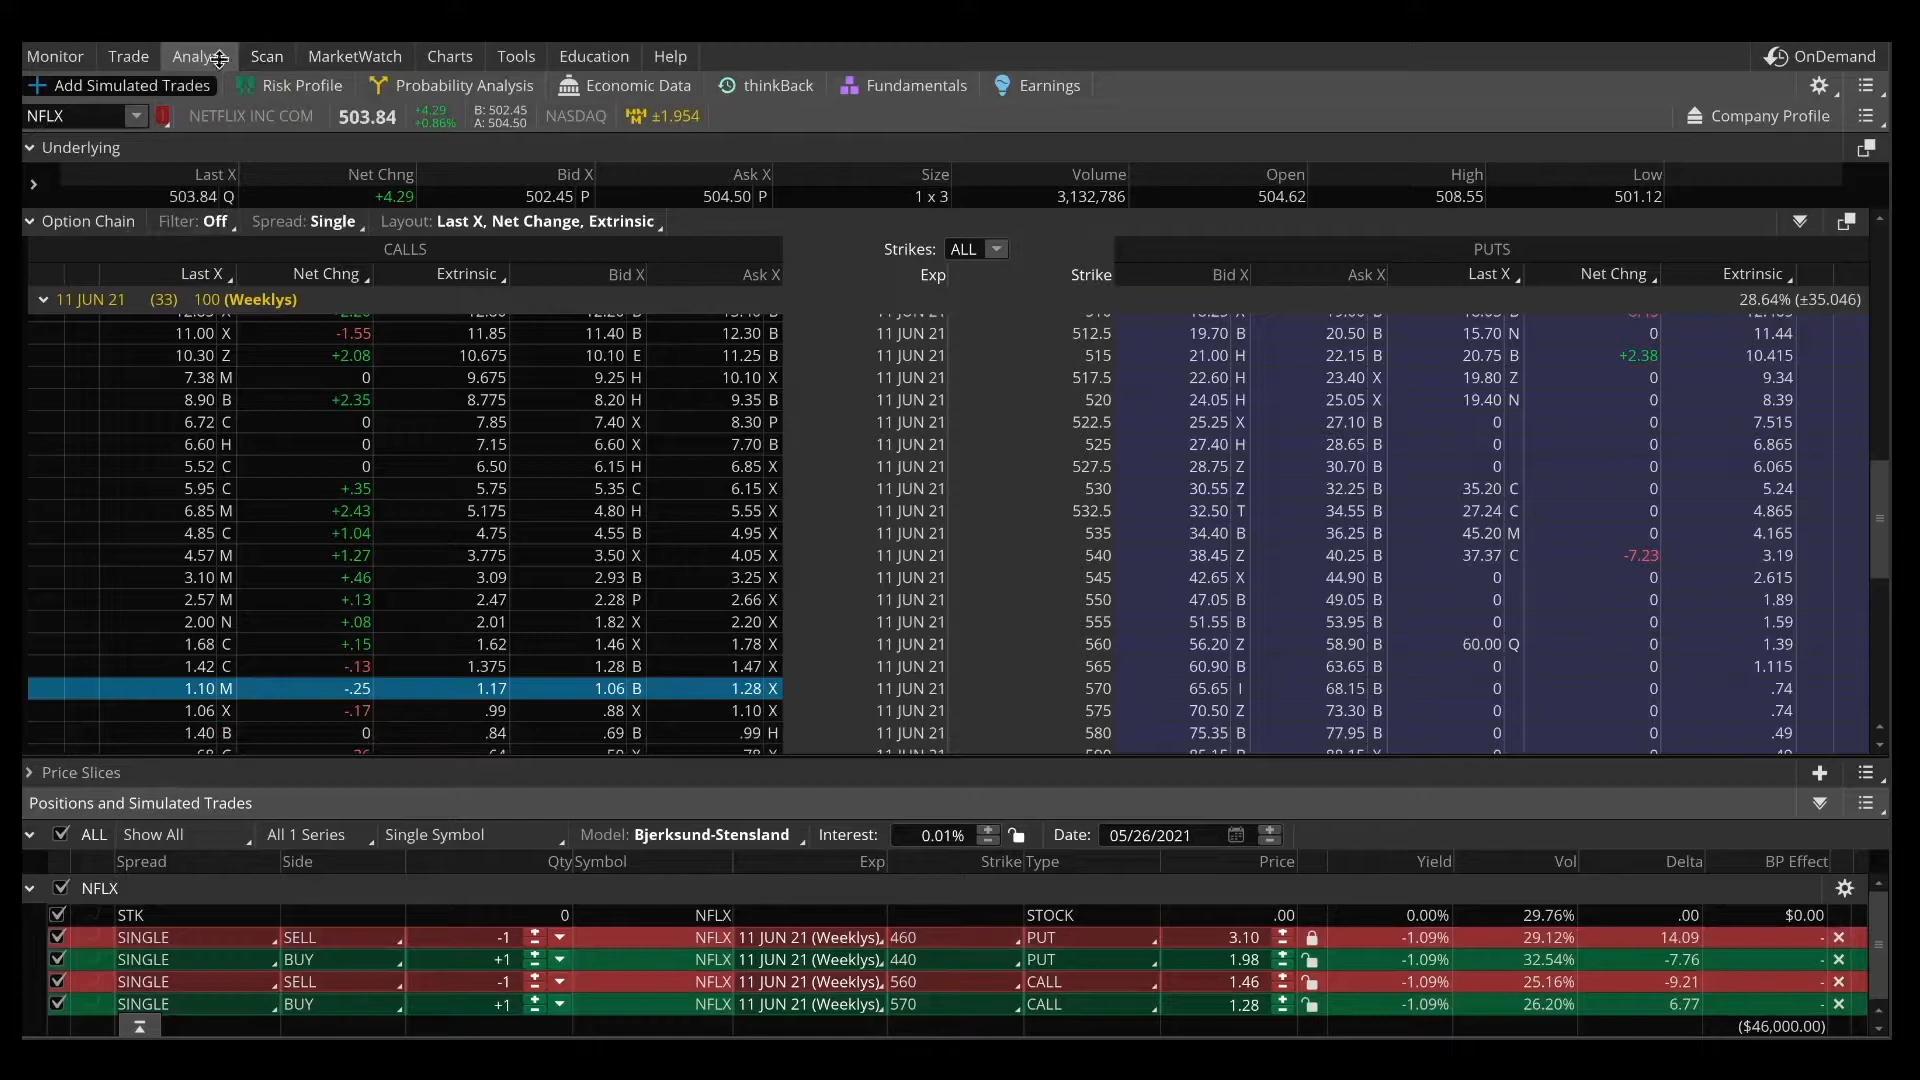 Monitor Trade Analyze Scan MarketWatch Charts Tools Education Help OnDemand
Add Simulated Trades Risk Profile Probability Analysis Economic Data thinkBack Fundamentals Earnings
NFLX NETFLIX INC COM 503.84 +4.29 +0.86% B: 502.45 A: 504.50 NASDAQ ±1.954 Company Profile
Underlying
Last X Net Chng Bid X Ask X Size Volume Open High Low
503.84 Q +4.29 502.45 P 504.50 P 1 x 3 3,132,786 504.62 508.55 501.12
Option Chain Filter: Off Spread: Single Layout: Last X, Net Change, Extrinsic
CALLS Strikes: ALL PUTS
Last X Net Chng Extrinsic Bid X Ask X Exp Strike Bid X Ask X Last X Net Chng Extrinsic
11 JUN 21 (33) 100 (Weeklys) 28.64% (±35.046)
11.00 X -1.55 11.85 11.40 B 12.30 B 11 JUN 21 512.5 19.70 B 20.50 B 15.70 N 0 11.44
10.30 Z +2.08 10.675 10.10 E 11.25 B 11 JUN 21 515 21.00 H 22.15 B 20.75 B +2.38 10.415
7.38 M 0 9.675 9.25 H 10.10 X 11 JUN 21 517.5 22.60 H 23.40 X 19.80 Z 0 9.34
8.90 B +2.35 8.775 8.20 H 9.35 B 11 JUN 21 520 24.05 H 25.05 X 19.40 N 0 8.39
6.72 C 0 7.85 7.40 X 8.30 P 11 JUN 21 522.5 25.25 X 27.10 B 0 0 7.515
6.60 H 0 7.15 6.60 X 7.70 B 11 JUN 21 525 27.40 H 28.65 B 0 0 6.865
5.52 C 0 6.50 6.15 H 6.85 X 11 JUN 21 527.5 28.75 Z 30.70 B 0 0 6.065
5.95 C +.35 5.75 5.35 C 6.15 X 11 JUN 21 530 30.55 Z 32.25 B 35.20 C 0 5.24
6.85 M +2.43 5.175 4.80 H 5.55 X 11 JUN 21 532.5 32.50 T 34.55 B 27.24 C 0 4.865
4.85 C +1.04 4.75 4.55 B 4.95 X 11 JUN 21 535 34.40 B 36.25 B 45.20 M 0 4.165
4.57 M +1.27 3.775 3.50 X 4.05 X 11 JUN 21 540 38.45 Z 40.25 B 37.37 C -7.23 3.19
3.10 M +.46 3.09 2.93 B 3.25 X 11 JUN 21 545 42.65 X 44.90 B 0 0 2.615
2.57 M +.13 2.47 2.28 P 2.66 X 11 JUN 21 550 47.05 B 49.05 B 0 0 1.89
2.00 N +.08 2.01 1.82 X 2.20 X 11 JUN 21 555 51.55 B 53.95 B 0 0 1.59
1.68 C +.15 1.62 1.46 X 1.78 X 11 JUN 21 560 56.20 Z 58.90 B 60.00 Q 0 1.39
1.42 C -.13 1.375 1.28 B 1.47 X 11 JUN 21 565 60.90 B 63.65 B 0 0 1.115
1.10 M -.25 1.17 1.06 B 1.28 X 11 JUN 21 570 65.65 I 68.15 B 0 0 .74
1.06 X -.17 .99 .88 X 1.10 X 11 JUN 21 575 70.50 Z 73.30 B 0 0 .74
1.40 B 0 .84 .69 B .99 H 11 JUN 21 580 75.35 B 77.95 B 0 0 .49
Price Slices
Positions and Simulated Trades
ALL Show All All 1 Series Single Symbol Model: Bjerksund-Stensland Interest: 0.01% Date: 05/26/2021
Spread Side Qty Symbol Exp Strike Type Price Yield Vol Delta BP Effect
NFLX
STK 0 NFLX STOCK .00 0.00% 29.76% .00 $0.00
SINGLE SELL -1 NFLX 11 JUN 21 (Weeklys) 460 PUT 3.10 -1.09% 29.12% 14.09 -
SINGLE BUY +1 NFLX 11 JUN 21 (Weeklys) 440 PUT 1.98 -1.09% 32.54% -7.76 -
SINGLE SELL -1 NFLX 11 JUN 21 (Weeklys) 560 CALL 1.46 -1.09% 25.16% -9.21 -
SINGLE BUY +1 NFLX 11 JUN 21 (Weeklys) 570 CALL 1.28 -1.09% 26.20% 6.77 -
($46,000.00)